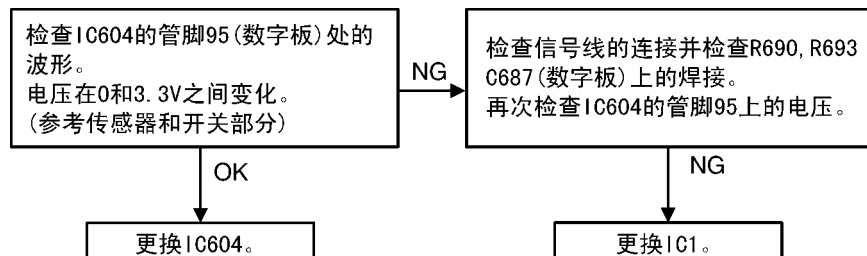 检查IC604的管脚95(数字板)处的
波形。
电压在0和3.3V之间变化。
(参考传感器和开关部分)
NG
检查信号线的连接并检查R690,R693
C687(数字板)上的焊接。
再次检查IC604的管脚95上的电压。
OK
NG
更换IC604。
更换IC1。